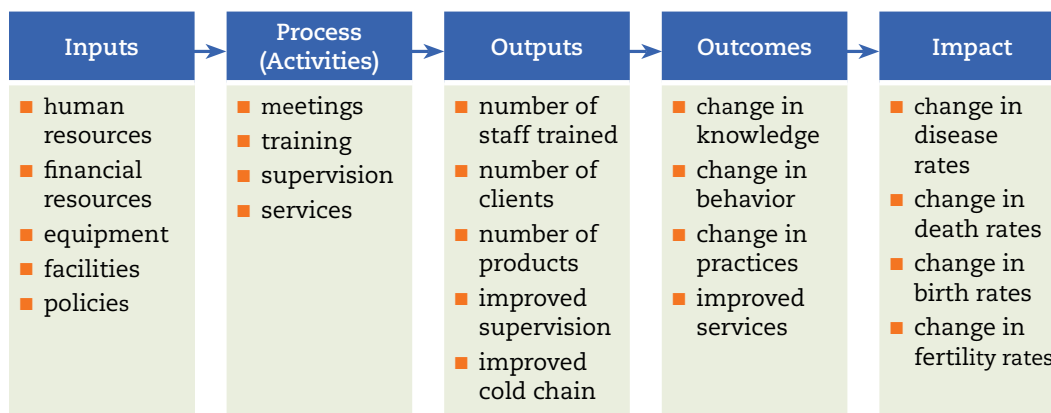 Inputs
human
resources
financial
resources
equipment
facilities
policies
Process
(Activities)
meetings
training
supervision
services
Outputs
number of
staff trained
number of
clients
number of
products
improved
supervision
improved
cold chain
Outcomes
change in
knowledge
change in
behavior
change in
practices
improved
services
Impact
change in
disease
rates
change in
death rates
change in
birth rates
change in
fertility rates